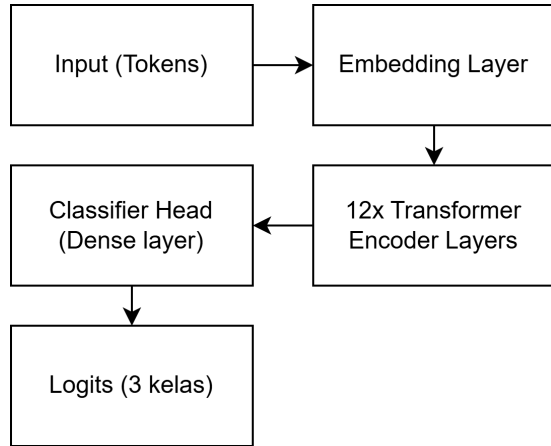 Input (Tokens)
Embedding Layer
12x Transformer
Encoder Layers
Classifier Head
(Dense layer)
Logits (3 kelas)